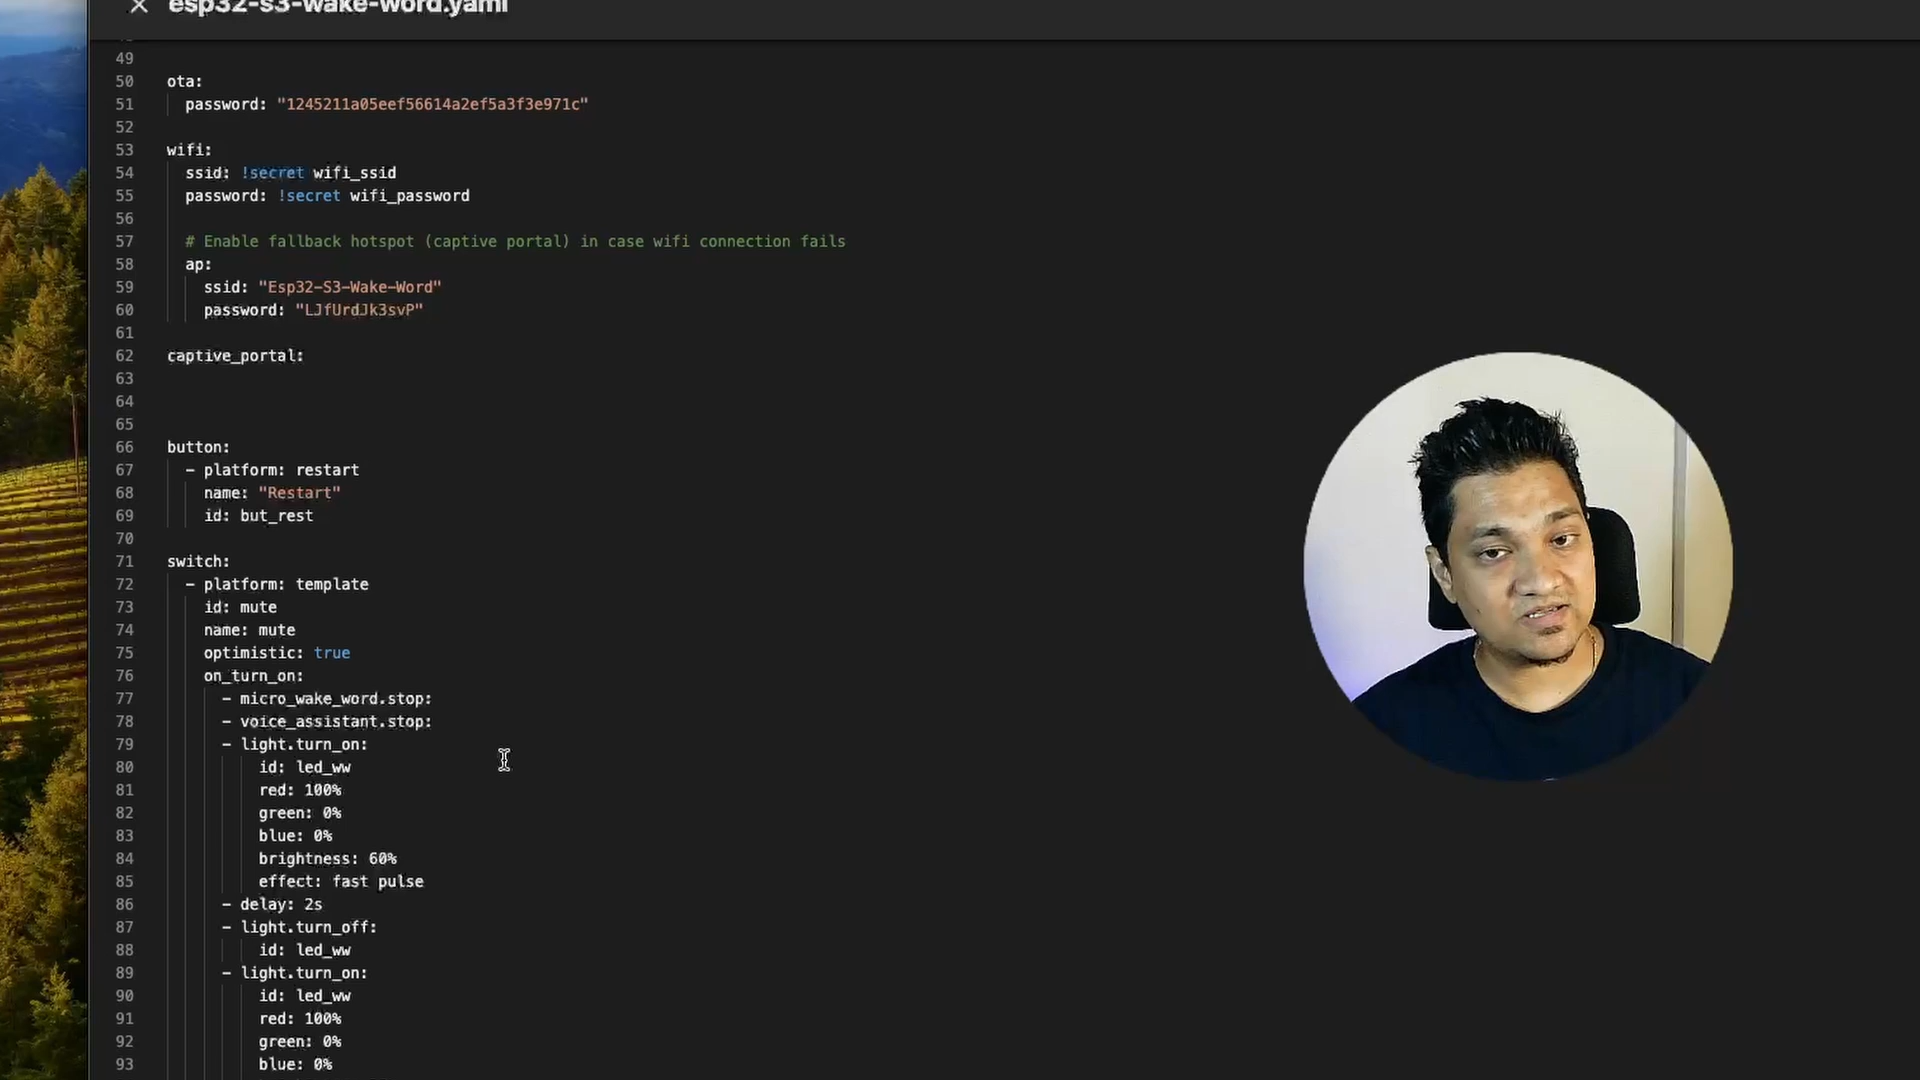 esp32-s3-wake-word.yaml
49
50 ota:
51 password: "1245211a05eef56614a2ef5a3f3e971c"
52
53 wifi:
54 ssid: !secret wifi_ssid
55 password: !secret wifi_password
56
57 # Enable fallback hotspot (captive portal) in case wifi connection fails
58 ap:
59 ssid: "Esp32-S3-Wake-Word"
60 password: "LJfUrdJk3svP"
61
62 captive_portal:
63
64
65
66 button:
67 - platform: restart
68 name: "Restart"
69 id: but_rest
70
71 switch:
72 - platform: template
73 id: mute
74 name: mute
75 optimistic: true
76 on_turn_on:
77 - micro_wake_word.stop:
78 - voice_assistant.stop:
79 - light.turn_on:
80 id: led_ww
81 red: 100%
82 green: 0%
83 blue: 0%
84 brightness: 60%
85 effect: fast pulse
86 - delay: 2s
87 - light.turn_off:
88 id: led_ww
89 - light.turn_on:
90 id: led_ww
91 red: 100%
92 green: 0%
93 blue: 0%